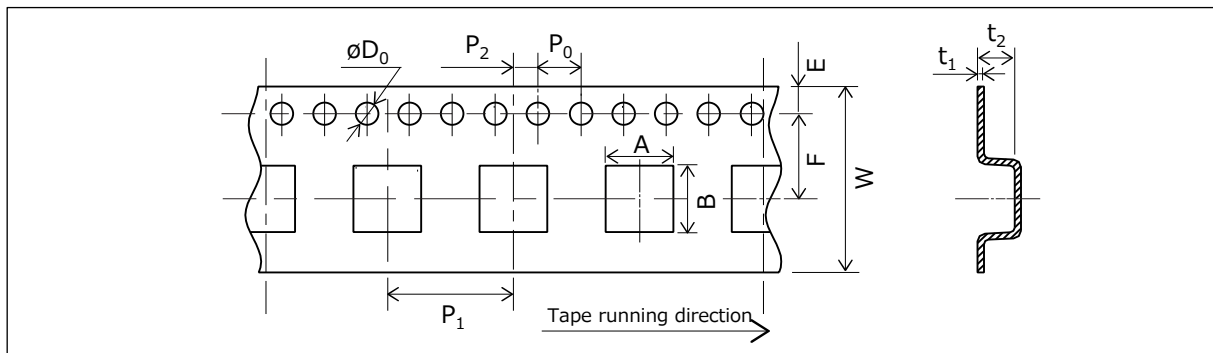 øD0
P2
P0
E
t1
t2
A
F
W
B
P1
Tape running direction